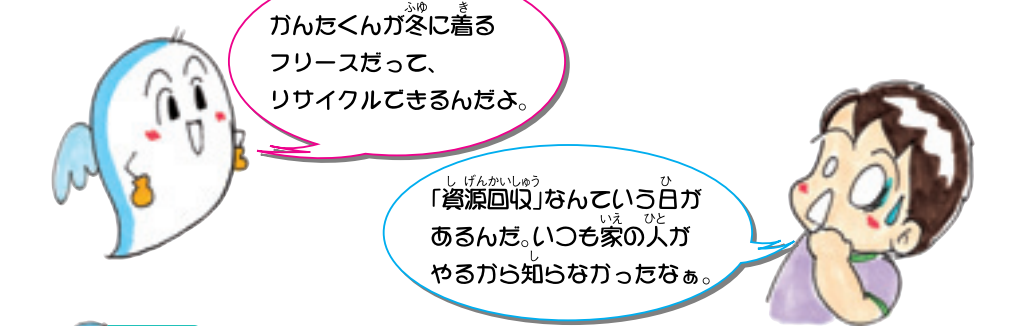 かんたくんが冬に着る
フリースだって、
リサイクルできるんだよ。
「資源回収」なんていう日が
あるんだ。いつも家の人が
やるから知らなかったなぁ。